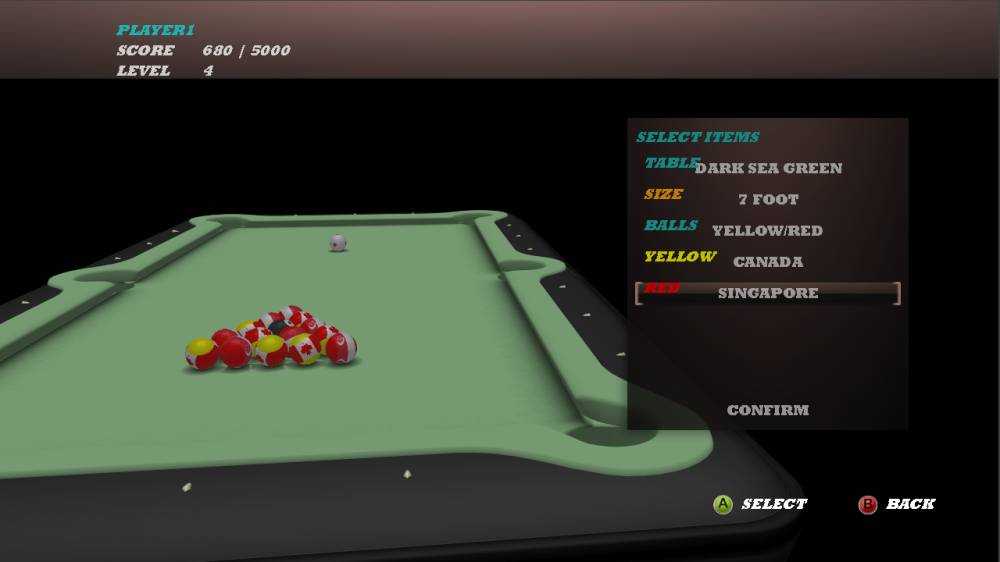 PLAYER1
SCORE 680 / 5000
LEVEL 4
SELECT ITEMS
TABLE DARK SEA GREEN
SIZE 7 FOOT
BALLS YELLOW/RED
YELLOW CANADA
RED SINGAPORE
CONFIRM
A SELECT B BACK